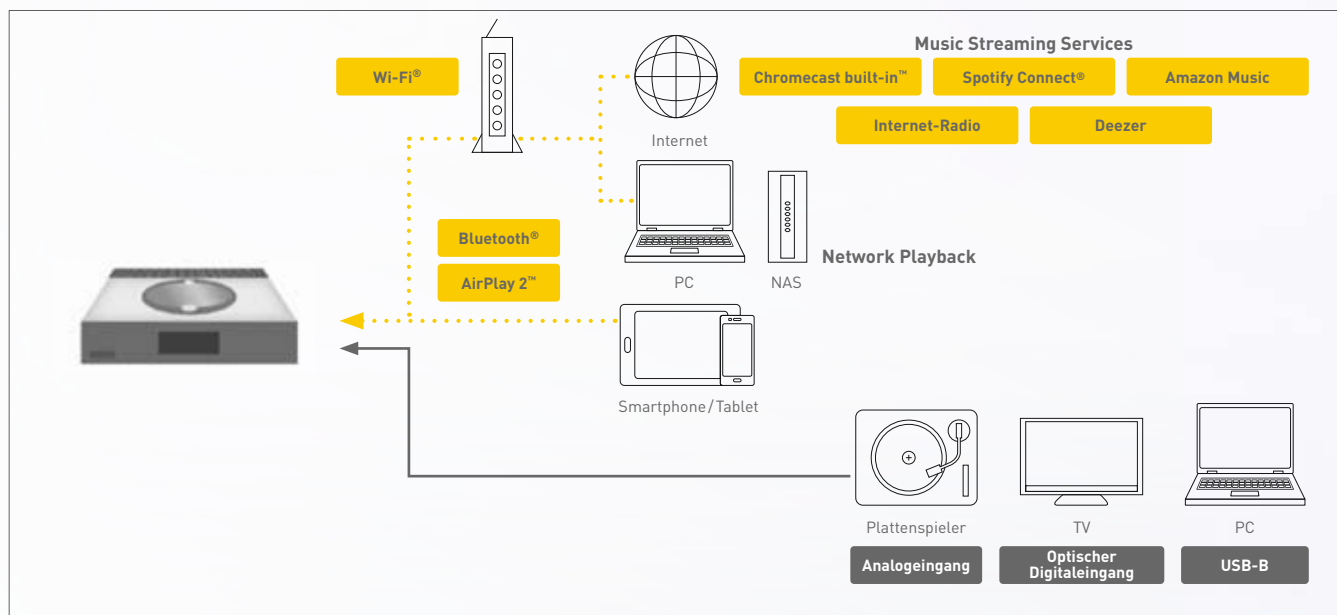 Music Streaming Services
Wi-Fi®
Chromecast built-in™
Spotify Connect®
Amazon Music
Internet-Radio
Deezer
Internet
Bluetooth®
AirPlay 2™
Network Playback
PC
NAS
Smartphone/Tablet
Plattenspieler
TV
PC
Analogeingang
Optischer
Digitaleingang
USB-B